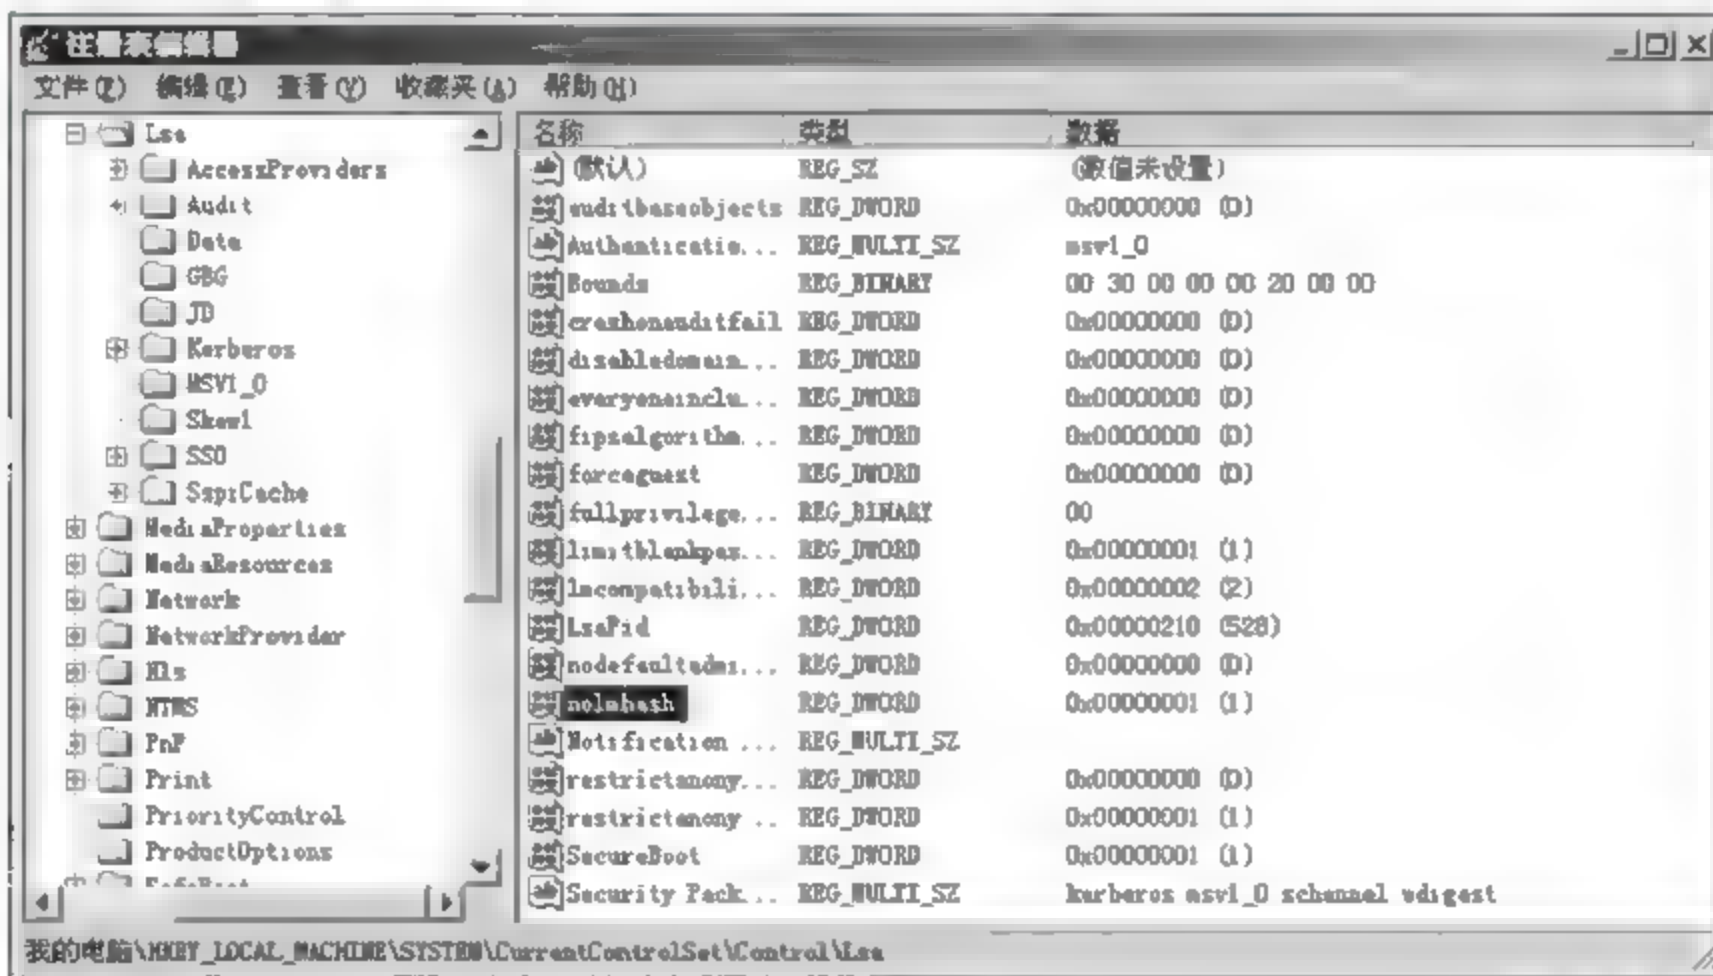 注册表编辑器
文件(F) 编辑(E) 查看(V) 收藏夹(A) 帮助(H)
Lsa
AccessProviders
Audit
Data
GBG
JD
Kerberos
MSV1_0
Skew1
SSO
SspiCache
MediaProperties
MediaResources
Network
NetworkProvider
Nls
NTMS
PnP
Print
PriorityControl
ProductOptions
名称 类型 数据
(默认) REG_SZ (数值未设置)
auditbaseobjects REG_DWORD 0x00000000 (0)
Authenticatio... REG_MULTI_SZ msv1_0
Bounds REG_BINARY 00 30 00 00 00 20 00 00
crashonauditfail REG_DWORD 0x00000000 (0)
disabledomain... REG_DWORD 0x00000000 (0)
everyoneinclu... REG_DWORD 0x00000000 (0)
fipsalgorithm... REG_DWORD 0x00000000 (0)
forceguest REG_DWORD 0x00000000 (0)
fullprivilege... REG_BINARY 00
limitblankpas... REG_DWORD 0x00000001 (1)
lmcompatibili... REG_DWORD 0x00000002 (2)
LsaPid REG_DWORD 0x00000210 (528)
nodefaultadmi... REG_DWORD 0x00000000 (0)
nolmhash REG_DWORD 0x00000001 (1)
Notification ... REG_MULTI_SZ
restrictanony... REG_DWORD 0x00000000 (0)
restrictanony... REG_DWORD 0x00000001 (1)
SecureBoot REG_DWORD 0x00000001 (1)
Security Pack... REG_MULTI_SZ kerberos msv1_0 schannel wdigest
我的电脑\HKEY_LOCAL_MACHINE\SYSTEM\CurrentControlSet\Control\Lsa